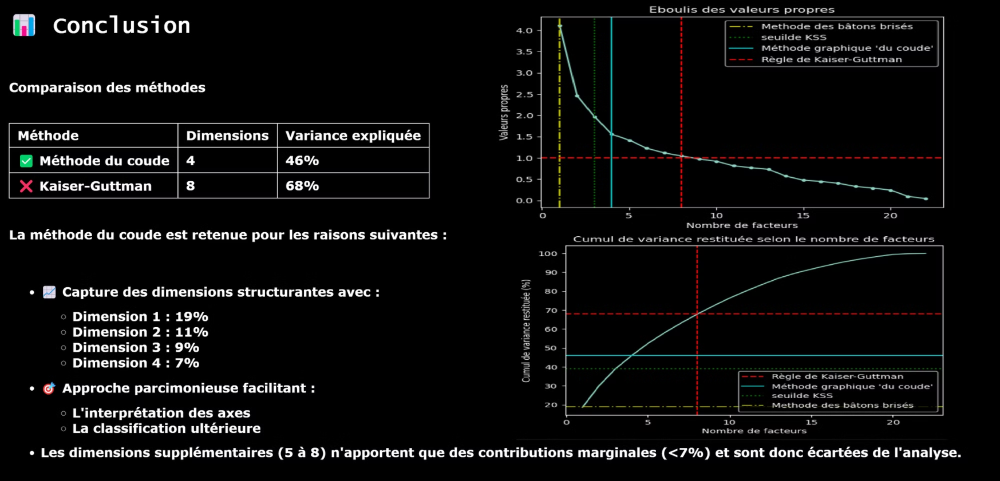 Conclusion
Comparaison des méthodes
Méthode Dimensions Variance expliquée
Méthode du coude 4 46%
Kaiser-Guttman 8 68%
La méthode du coude est retenue pour les raisons suivantes :
• Capture des dimensions structurantes avec :
○ Dimension 1 : 19%
○ Dimension 2 : 11%
○ Dimension 3 : 9%
○ Dimension 4 : 7%
• Approche parcimonieuse facilitant :
○ L'interprétation des axes
○ La classification ultérieure
• Les dimensions supplémentaires (5 à 8) n'apportent que des contributions marginales (<7%) et sont donc écartées de l'analyse.
Eboulis des valeurs propres
Methode des bâtons brisés
seuilde KSS
Méthode graphique 'du coude'
Règle de Kaiser-Guttman
Valeurs propres
4.0
3.5
3.0
2.5
2.0
1.5
1.0
0.5
0.0
0 5 10 15 20
Nombre de facteurs
Cumul de variance restituée selon le nombre de facteurs
Cumul de variance restituée (%)
100
90
80
70
60
50
40
30
20
Règle de Kaiser-Guttman
Méthode graphique 'du coude'
seuilde KSS
Methode des bâtons brisés
0 5 10 15 20
Nombre de facteurs